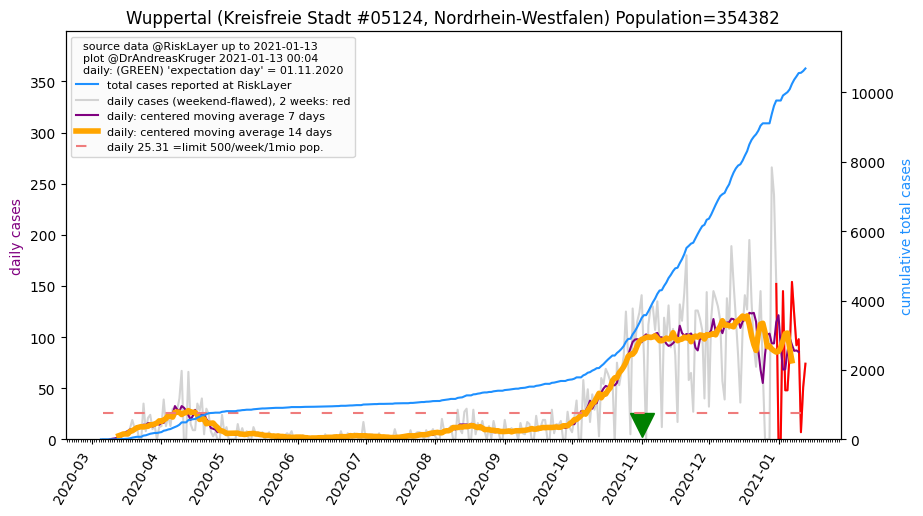 Wuppertal (Kreisfreie Stadt #05124, Nordrhein-Westfalen) Population=354382
source data @RiskLayer up to 2021-01-13
plot @DrAndreasKruger 2021-01-13 00:04
daily: (GREEN) 'expectation day' = 01.11.2020
total cases reported at RiskLayer
daily cases (weekend-flawed), 2 weeks: red
daily: centered moving average 7 days
daily: centered moving average 14 days
daily 25.31 =limit 500/week/1mio pop.
daily cases
350
300
250
200
150
100
50
0
cumulative total cases
10000
8000
6000
4000
2000
0
2020-03
2020-04
2020-05
2020-06
2020-07
2020-08
2020-09
2020-10
2020-11
2020-12
2021-01